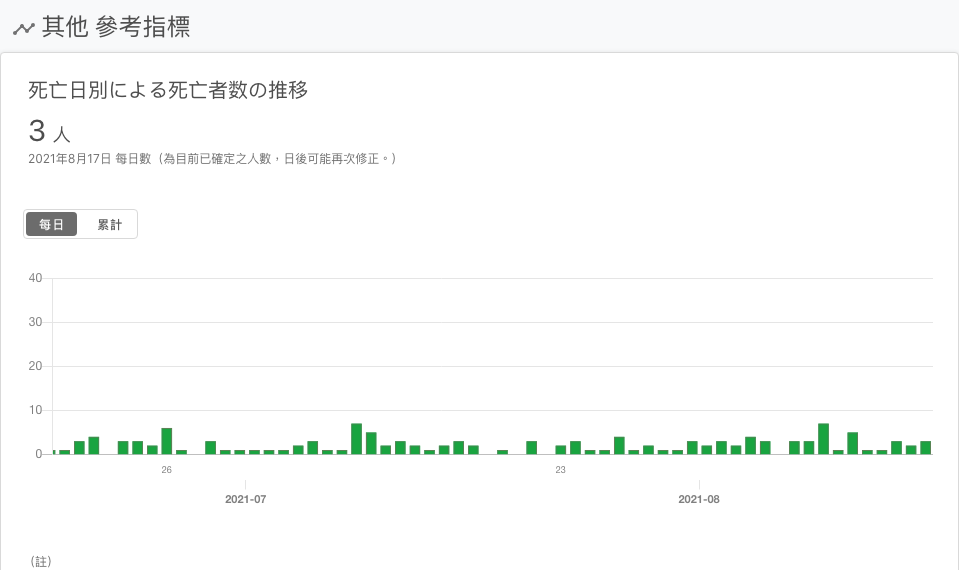 其他 參考指標
死亡日別による死亡者数の推移
3 人
2021年8月17日 每日數（為目前已確定之人數，日後可能再次修正。）
每日 累計
40
30
20
10
0
26 23
2021-07 2021-08
（註）